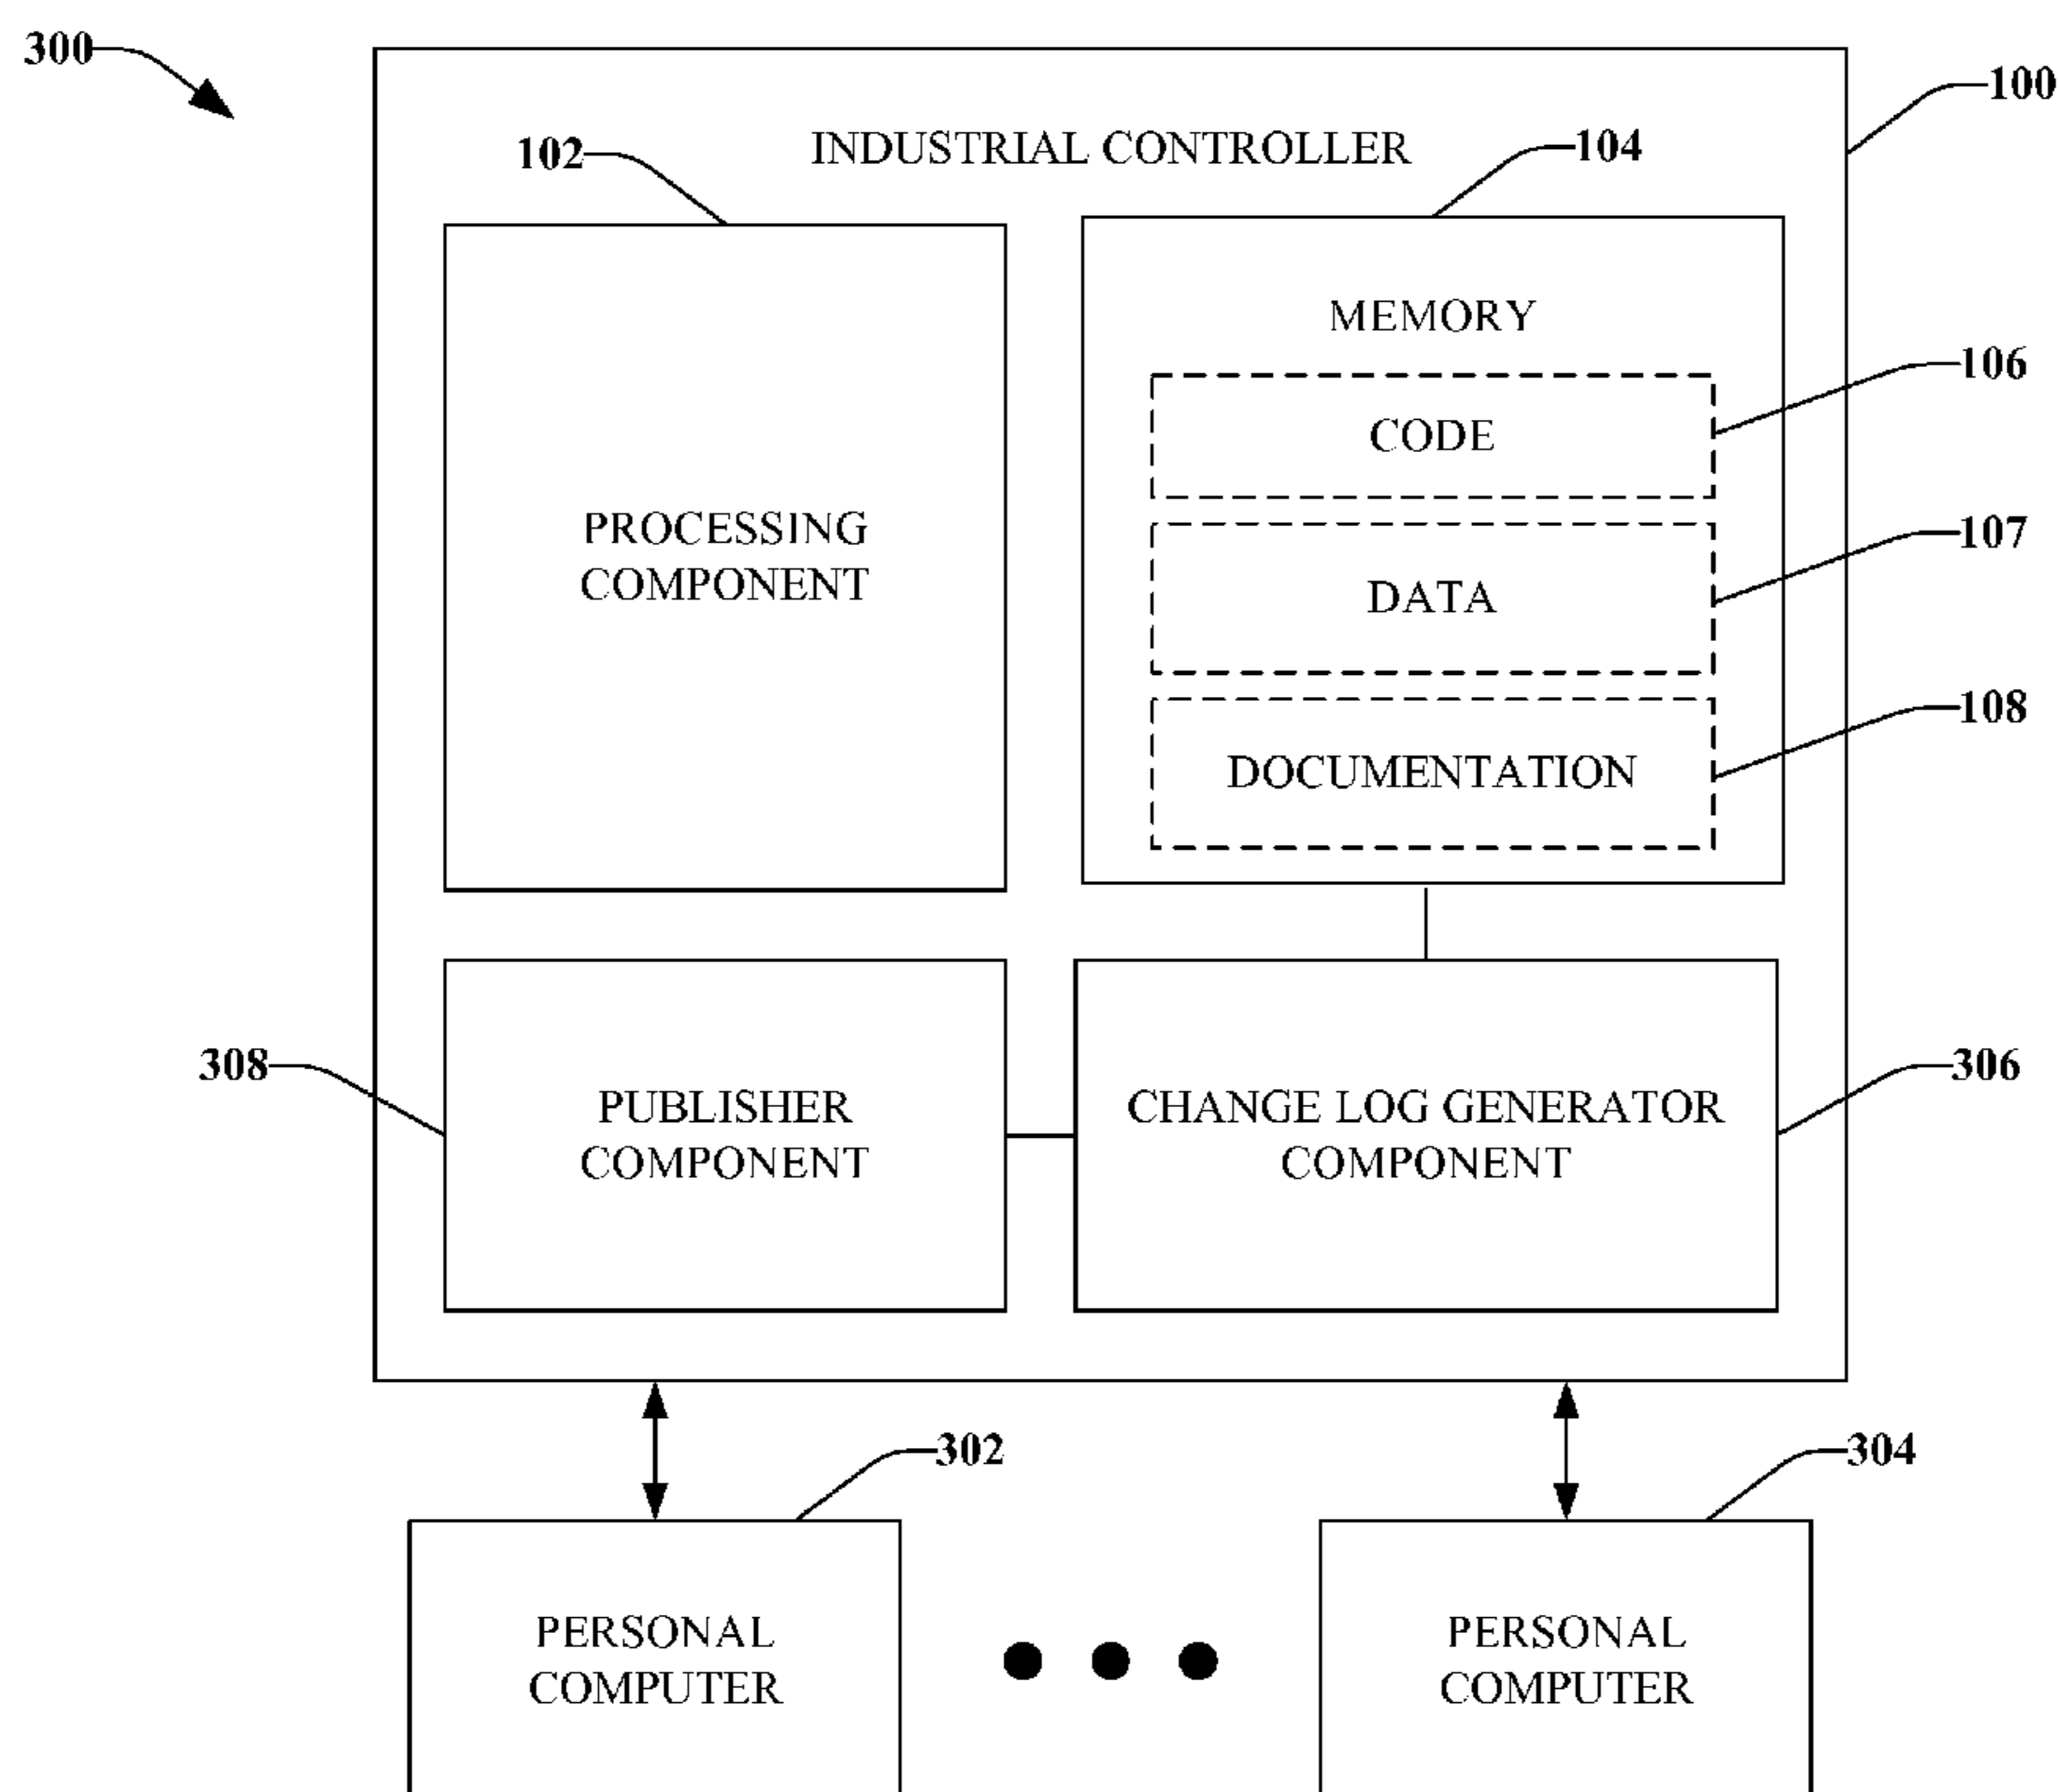 300
100
INDUSTRIAL CONTROLLER
102
104
MEMORY
106
CODE
107
DATA
108
DOCUMENTATION
PROCESSING
COMPONENT
308
PUBLISHER
COMPONENT
306
CHANGE LOG GENERATOR
COMPONENT
302
PERSONAL
COMPUTER
304
PERSONAL
COMPUTER